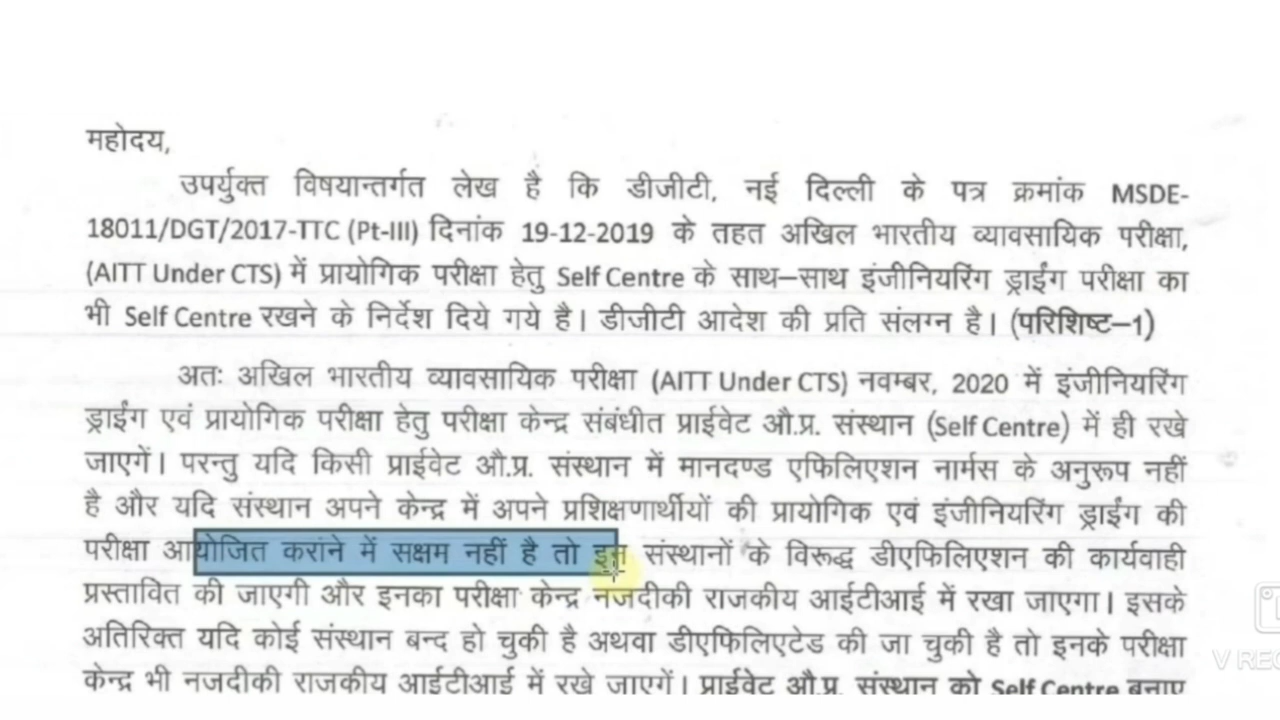 महोदय,
उपर्युक्त विषयान्तर्गत लेख है कि डीजीटी, नई दिल्ली के पत्र क्रमांक MSDE-
18011/DGT/2017-TTC (Pt-III) दिनांक 19-12-2019 के तहत अखिल भारतीय व्यावसायिक परीक्षा,
(AITT Under CTS) में प्रायोगिक परीक्षा हेतु Self Centre के साथ–साथ इंजीनियरिंग ड्राईंग परीक्षा का
भी Self Centre रखने के निर्देश दिये गये है। डीजीटी आदेश की प्रति संलग्न है। (परिशिष्ट–1)
अतः अखिल भारतीय व्यावसायिक परीक्षा (AITT Under CTS) नवम्बर, 2020 में इंजीनियरिंग
ड्राईंग एवं प्रायोगिक परीक्षा हेतु परीक्षा केन्द्र संबंधीत प्राईवेट औ.प्र. संस्थान (Self Centre) में ही रखे
जाएगें। परन्तु यदि किसी प्राईवेट औ.प्र. संस्थान में मानदण्ड एफिलिएशन नार्मस के अनुरूप नहीं
है और यदि संस्थान अपने केन्द्र में अपने प्रशिक्षणार्थीयों की प्रायोगिक एवं इंजीनियरिंग ड्राईंग की
परीक्षा आयोजित करांने में सक्षम नहीं है तो इन संस्थानों के विरूद्ध डीएफिलिएशन की कार्यवाही
प्रस्तावित की जाएगी और इनका परीक्षा केन्द्र नजदीकी राजकीय आईटीआई में रखा जाएगा। इसके
अतिरिक्त यदि कोई संस्थान बन्द हो चुकी है अथवा डीएफिलिएटेड की जा चुकी है तो इनके परीक्षा
केन्द्र भी नजदीकी राजकीय आईटीआई में रखे जाएगें। प्राईवेट औ.प्र. संस्थान को Self Centre बनाए
V REC